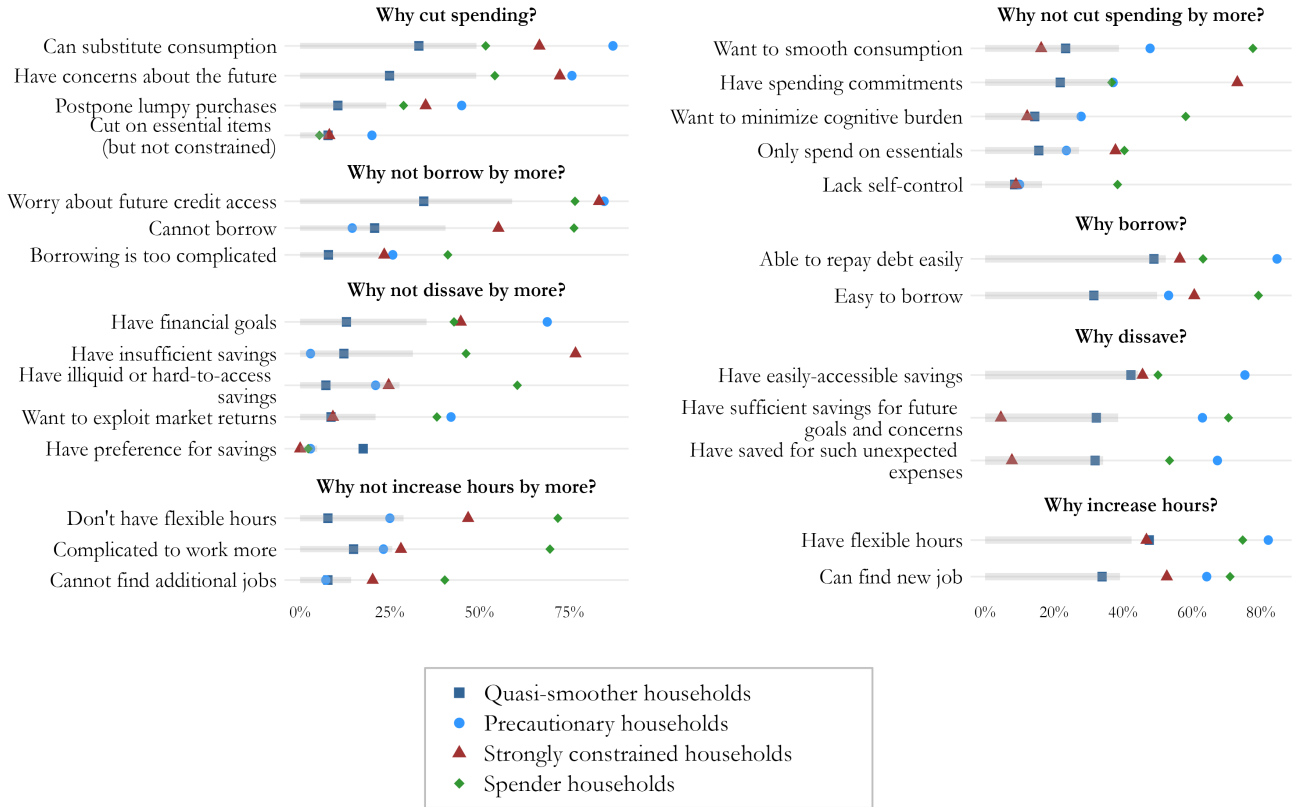 Why cut spending?
Can substitute consumption
Have concerns about the future
Postpone lumpy purchases
Cut on essential items
(but not constrained)
Why not borrow by more?
Worry about future credit access
Cannot borrow
Borrowing is too complicated
Why not dissave by more?
Have financial goals
Have insufficient savings
Have illiquid or hard-to-access
savings
Want to exploit market returns
Have preference for savings
Why not increase hours by more?
Don't have flexible hours
Complicated to work more
Cannot find additional jobs
0% 25% 50% 75%
Why not cut spending by more?
Want to smooth consumption
Have spending commitments
Want to minimize cognitive burden
Only spend on essentials
Lack self-control
Why borrow?
Able to repay debt easily
Easy to borrow
Why dissave?
Have easily-accessible savings
Have sufficient savings for future
goals and concerns
Have saved for such unexpected
expenses
Why increase hours?
Have flexible hours
Can find new job
0% 20% 40% 60% 80%
Quasi-smoother households
Precautionary households
Strongly constrained households
Spender households